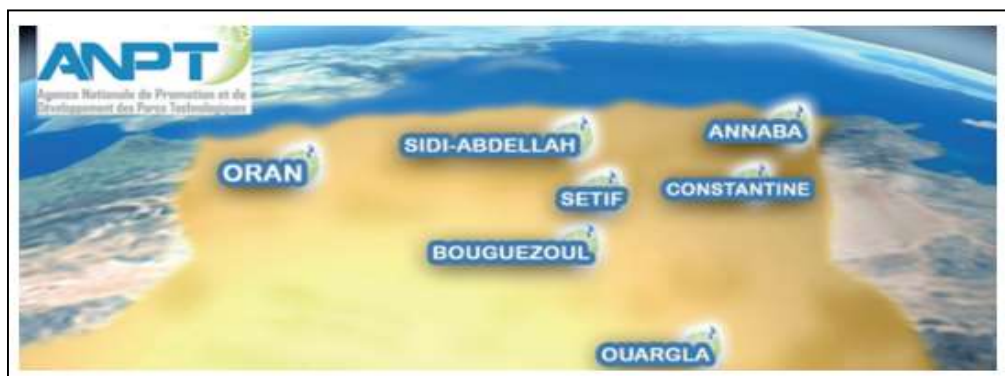 ANPT
Agence Nationale de Promotion et de
Développement des Parcs Technologiques
ANNABA
SIDI-ABDELLAH
ORAN
CONSTANTINE
SETIF
BOUGUEZOUL
OUARGLA